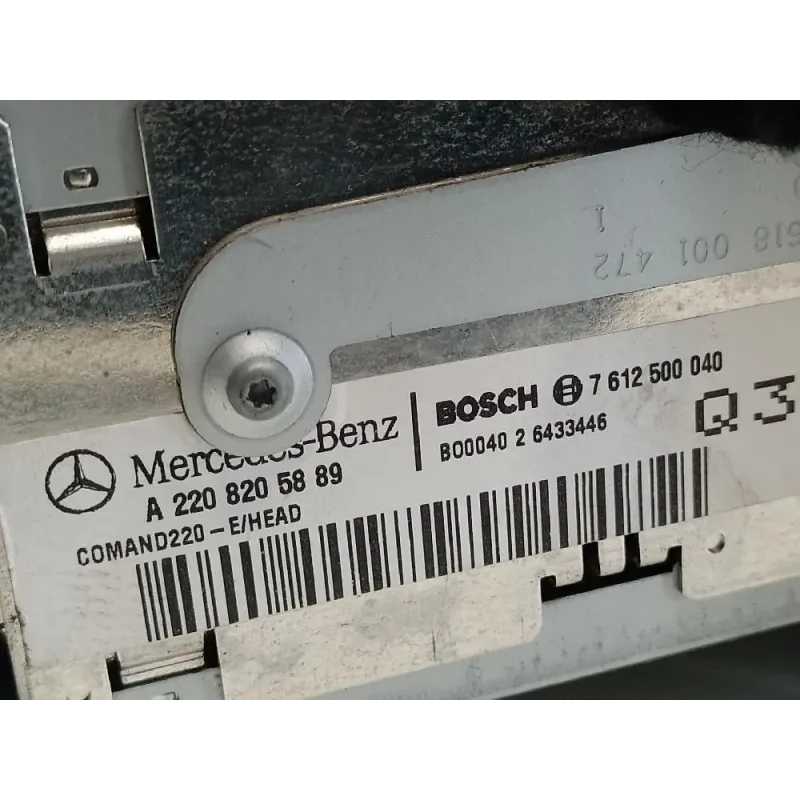 618 001 472
1
Mercedes-Benz
A 220 820 58 89
COMAND220-E/HEAD
BOSCH 7 612 500 040
B00040 2 6433446
Q3